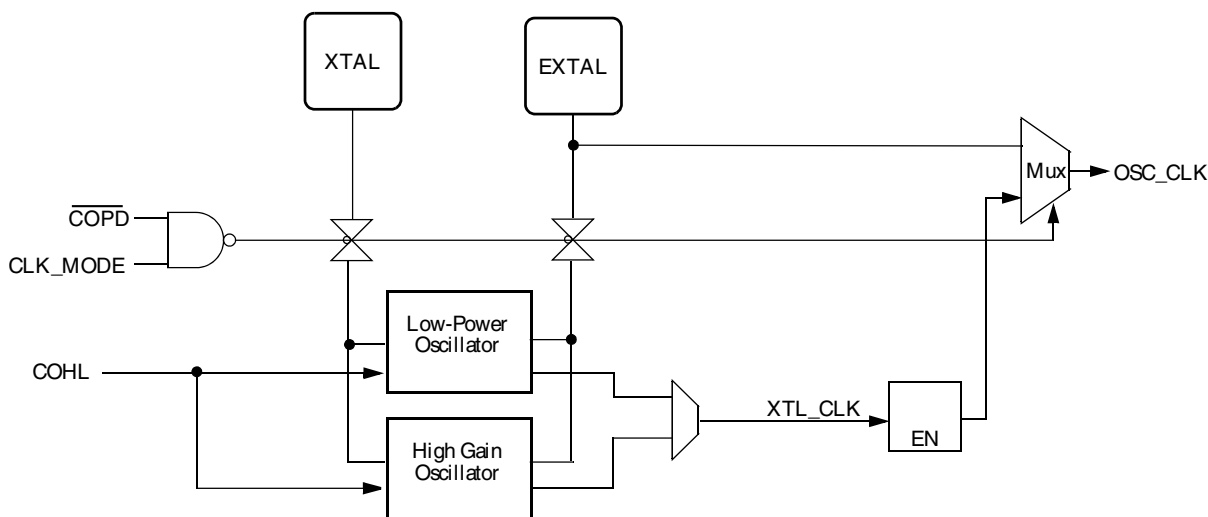 XTAL
EXTAL
Mux
OSC_CLK
COPD
CLK_MODE
Low-Power
Oscillator
COHL
XTL_CLK
EN
High Gain
Oscillator